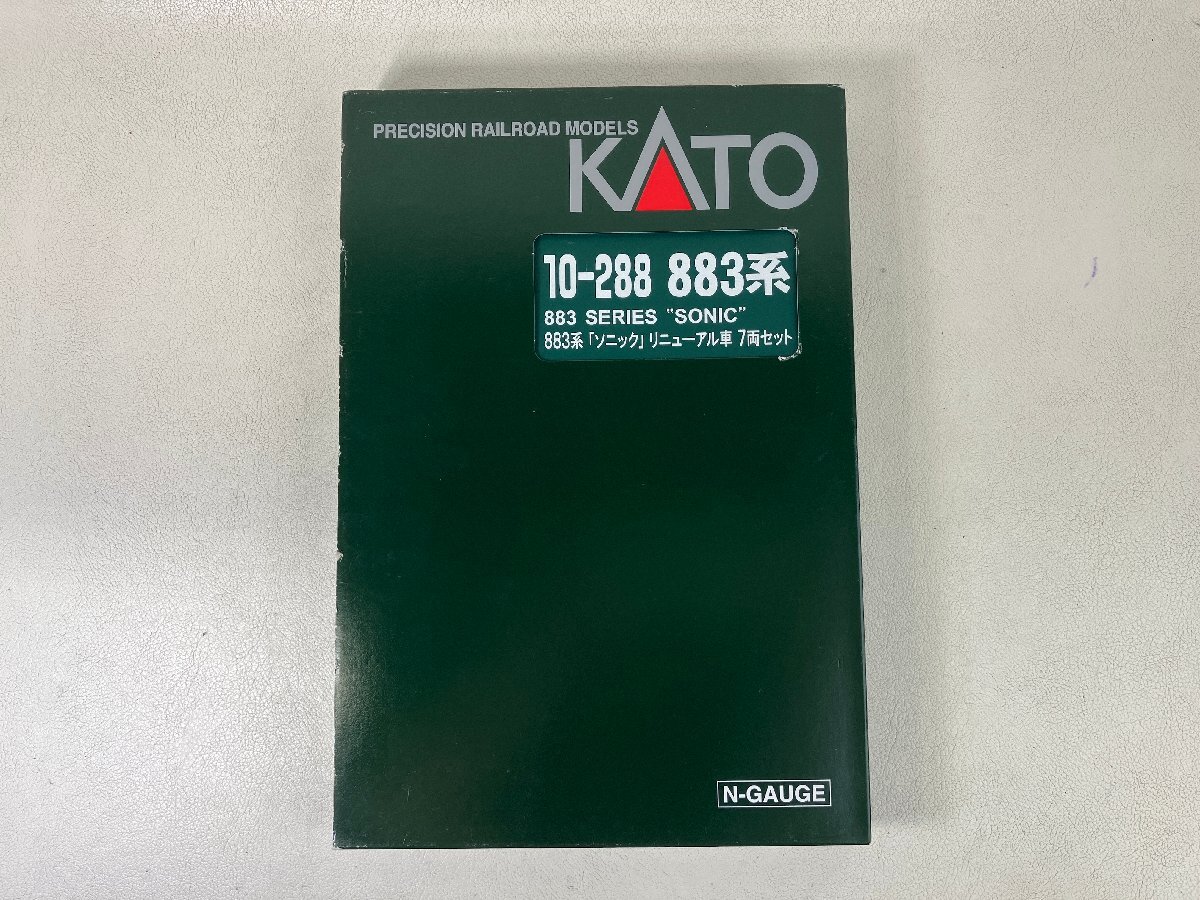 PRECISION RAILROAD MODELS
KATO
10-288 883系
883 SERIES "SONIC"
883系「ソニック」リニューアル車 7両セット
N-GAUGE